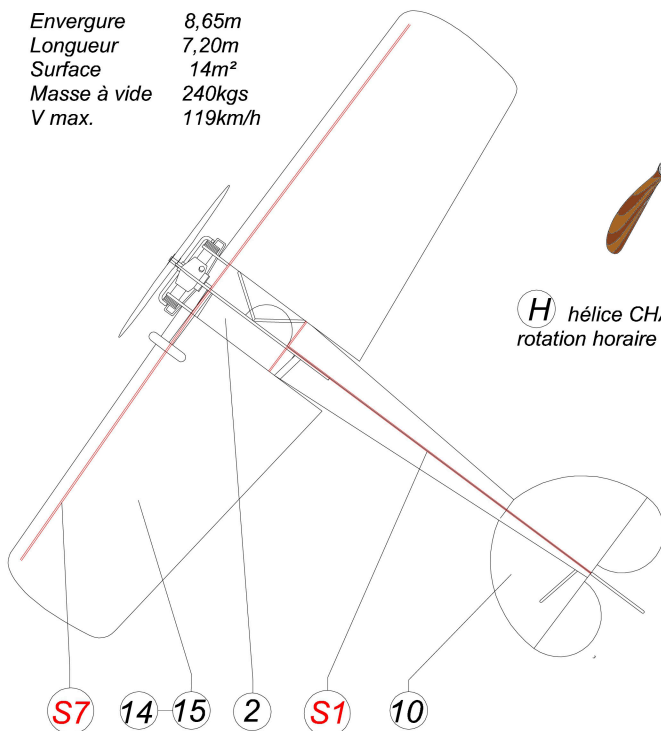 Envergure 8,65m
Longueur 7,20m
Surface 14m²
Masse à vide 240kgs
V max. 119km/h
H hélice CHA
rotation horaire
S7 14 15 2 S1 10